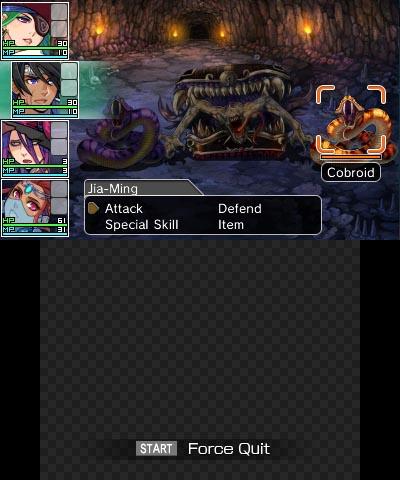 HP 30
MP 10
HP 30
MP 10
HP 3
MP 3
HP 61
MP 31
Cobroid
Jia-Ming
Attack Defend
Special Skill Item
START Force Quit